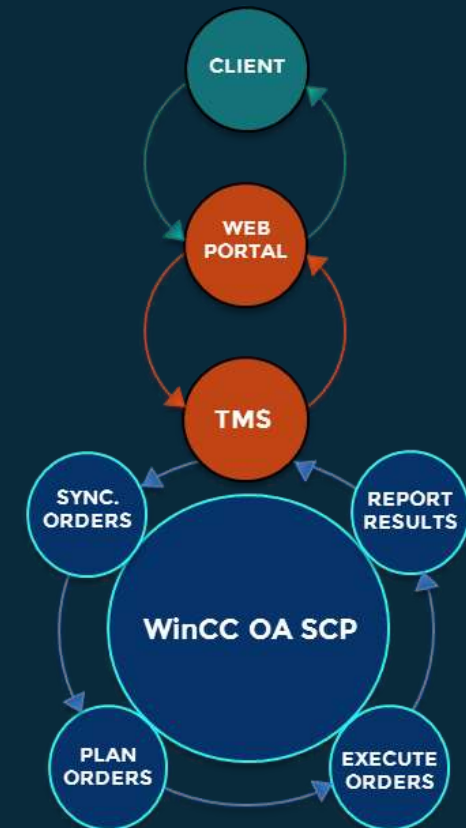 CLIENT
WEB
PORTAL
TMS
SYNC.
ORDERS
REPORT
RESULTS
WinCC OA SCP
PLAN
ORDERS
EXECUTE
ORDERS